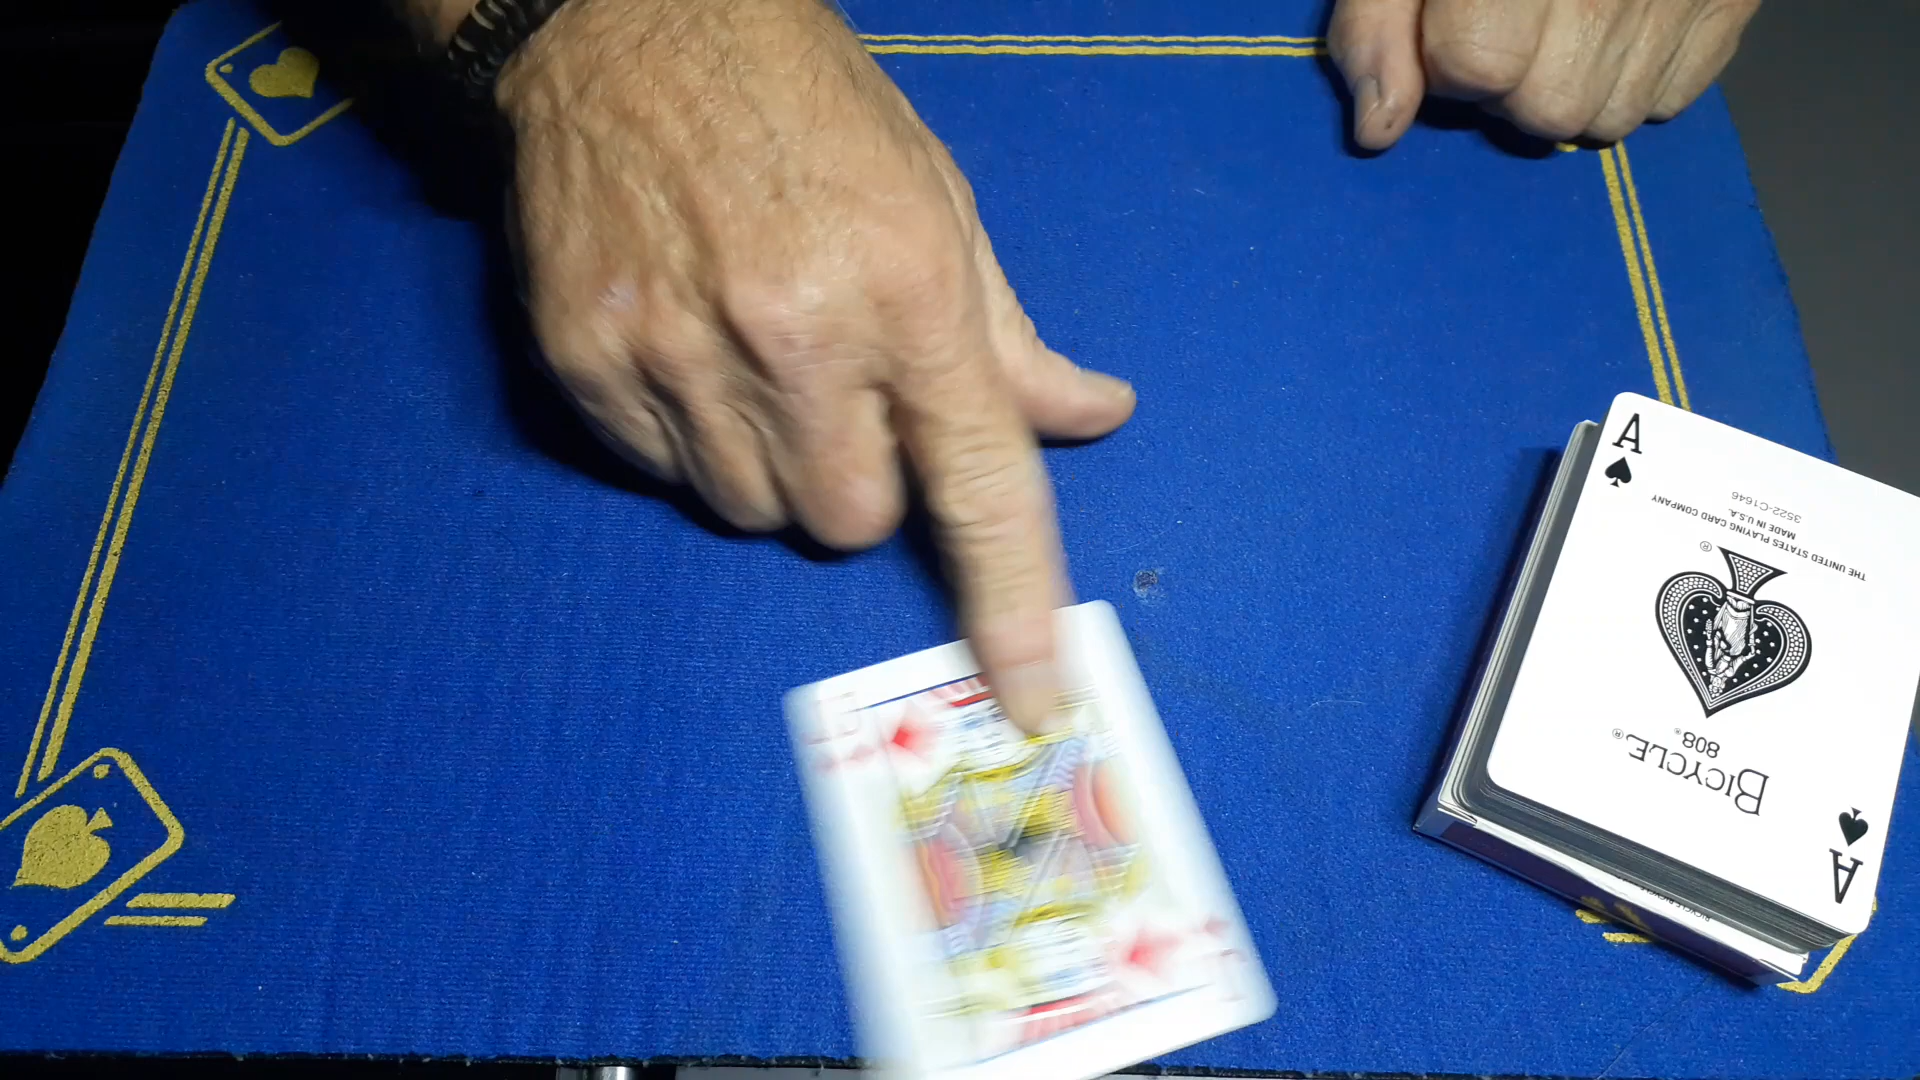 A
3522-C1646
MADE IN U.S.A.
THE UNITED STATES PLAYING CARD COMPANY
®
BICYCLE®
808®
A